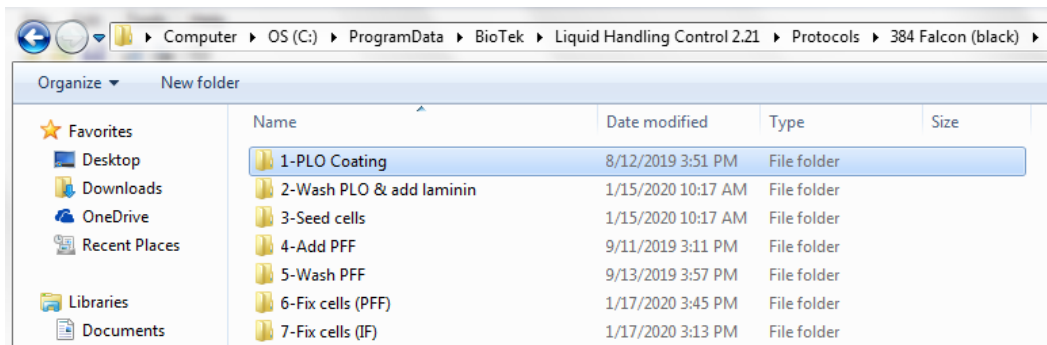 Computer ▸ OS (C:) ▸ ProgramData ▸ BioTek ▸ Liquid Handling Control 2.21 ▸ Protocols ▸ 384 Falcon (black) ▸
Organize ▾ New folder
Name Date modified Type Size
Favorites
Desktop
Downloads
OneDrive
Recent Places
Libraries
Documents
1-PLO Coating 8/12/2019 3:51 PM File folder
2-Wash PLO & add laminin 1/15/2020 10:17 AM File folder
3-Seed cells 1/15/2020 10:17 AM File folder
4-Add PFF 9/11/2019 3:11 PM File folder
5-Wash PFF 9/13/2019 3:57 PM File folder
6-Fix cells (PFF) 1/17/2020 3:45 PM File folder
7-Fix cells (IF) 1/17/2020 3:13 PM File folder